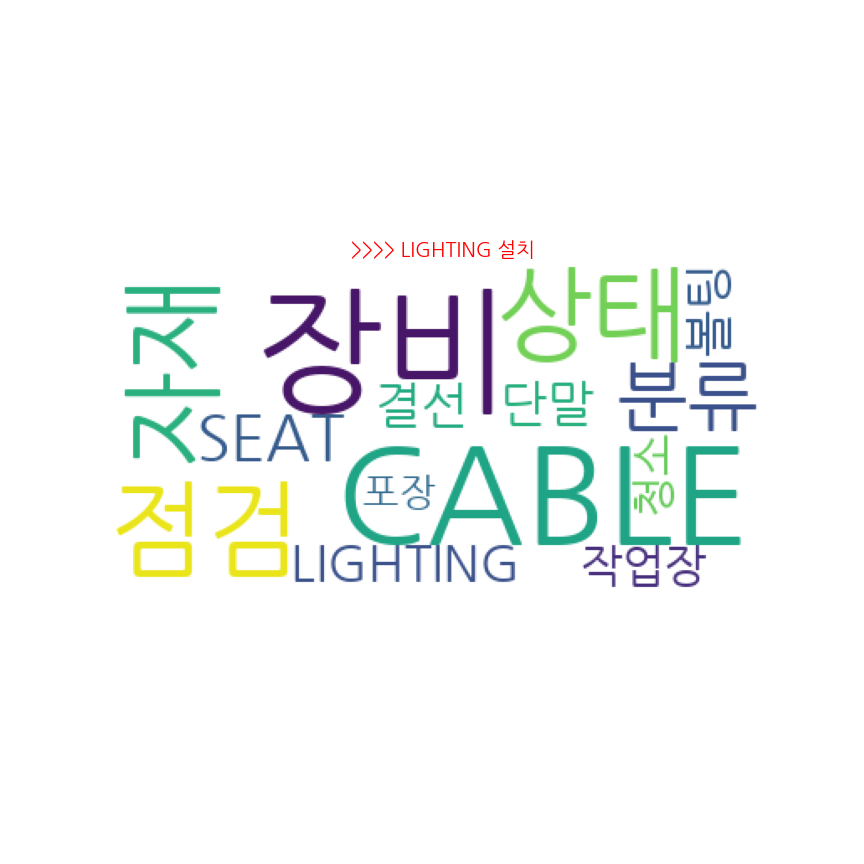 >>>> LIGHTING 설치
자재
장비
상태
볼팅
분류
결선
단말
SEAT
CABLE
포장
청소
점검
LIGHTING
작업장